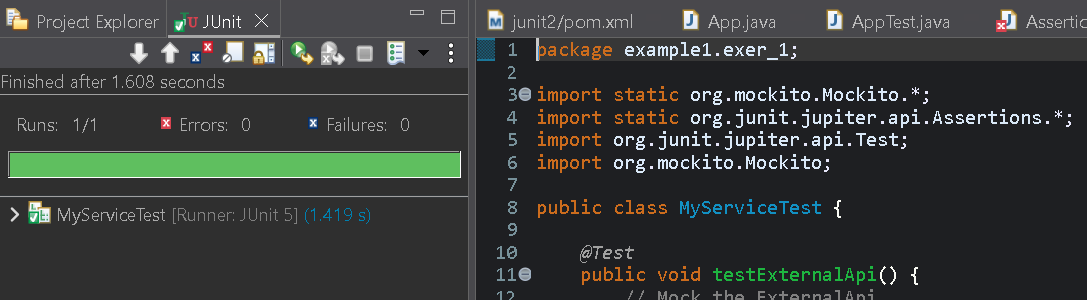 Project Explorer
JUnit
Finished after 1.608 seconds
Runs: 1/1
Errors: 0
Failures: 0
MyServiceTest [Runner: JUnit 5] (1.419 s)
junit2/pom.xml
App.java
AppTest.java
1 package example1.exer_1;
2
3 import static org.mockito.Mockito.*;
4 import static org.junit.jupiter.api.Assertions.*;
5 import org.junit.jupiter.api.Test;
6 import org.mockito.Mockito;
7
8 public class MyServiceTest {
9
10 @Test
11 public void testExternalApi() {
12 // Mock the ExternalApi